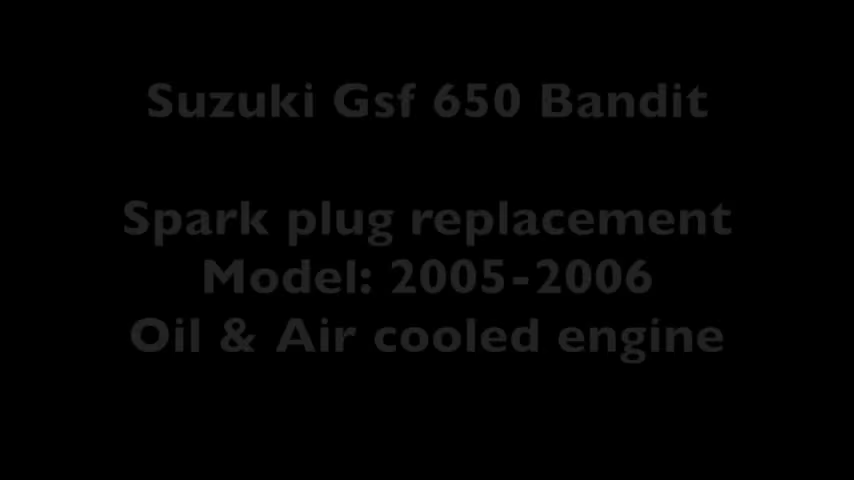 Suzuki Gsf 650 Bandit
Spark plug replacement
Model: 2005-2006
Oil & Air cooled engine